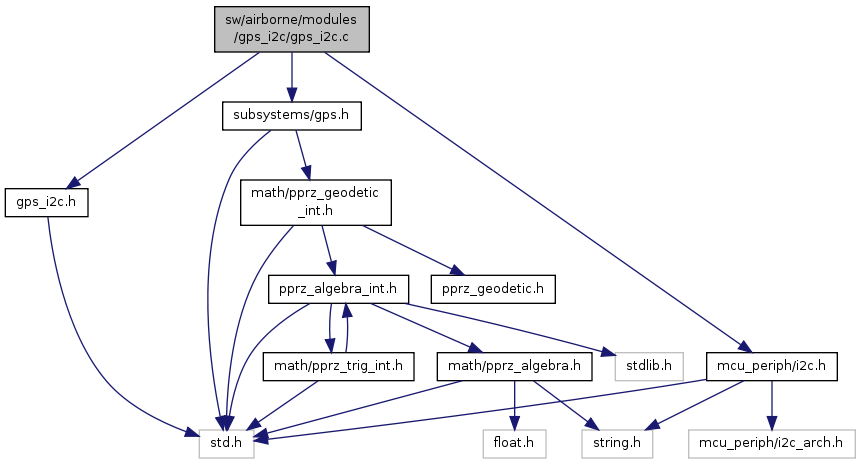 sw/airborne/modules
/gps_i2c/gps_i2c.c
subsystems/gps.h
gps_i2c.h
math/pprz_geodetic
_int.h
pprz_algebra_int.h
pprz_geodetic.h
math/pprz_trig_int.h
math/pprz_algebra.h
stdlib.h
mcu_periph/i2c.h
std.h
float.h
string.h
mcu_periph/i2c_arch.h